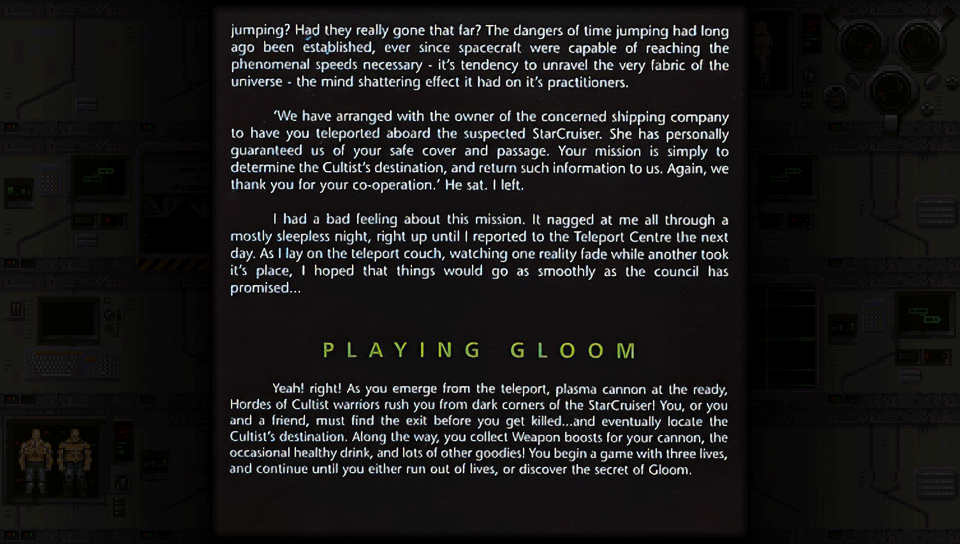 jumping? Had they really gone that far? The dangers of time jumping had long
ago been established, ever since spacecraft were capable of reaching the
phenomenal speeds necessary - it's tendency to unravel the very fabric of the
universe - the mind shattering effect it had on it's practitioners.
'We have arranged with the owner of the concerned shipping company
to have you teleported aboard the suspected StarCruiser. She has personally
guaranteed us of your safe cover and passage. Your mission is simply to
determine the Cultist's destination, and return such information to us. Again, we
thank you for your co-operation.' He sat. I left.
I had a bad feeling about this mission. It nagged at me all through a
mostly sleepless night, right up until I reported to the Teleport Centre the next
day. As I lay on the teleport couch, watching one reality fade while another took
it's place, I hoped that things would go as smoothly as the council has
promised...
PLAYING GLOOM
Yeah! right! As you emerge from the teleport, plasma cannon at the ready,
Hordes of Cultist warriors rush you from dark corners of the StarCruiser! You, or you
and a friend, must find the exit before you get killed...and eventually locate the
Cultist's destination. Along the way, you collect Weapon boosts for your cannon, the
occasional healthy drink, and lots of other goodies! You begin a game with three lives,
and continue until you either run out of lives, or discover the secret of Gloom.